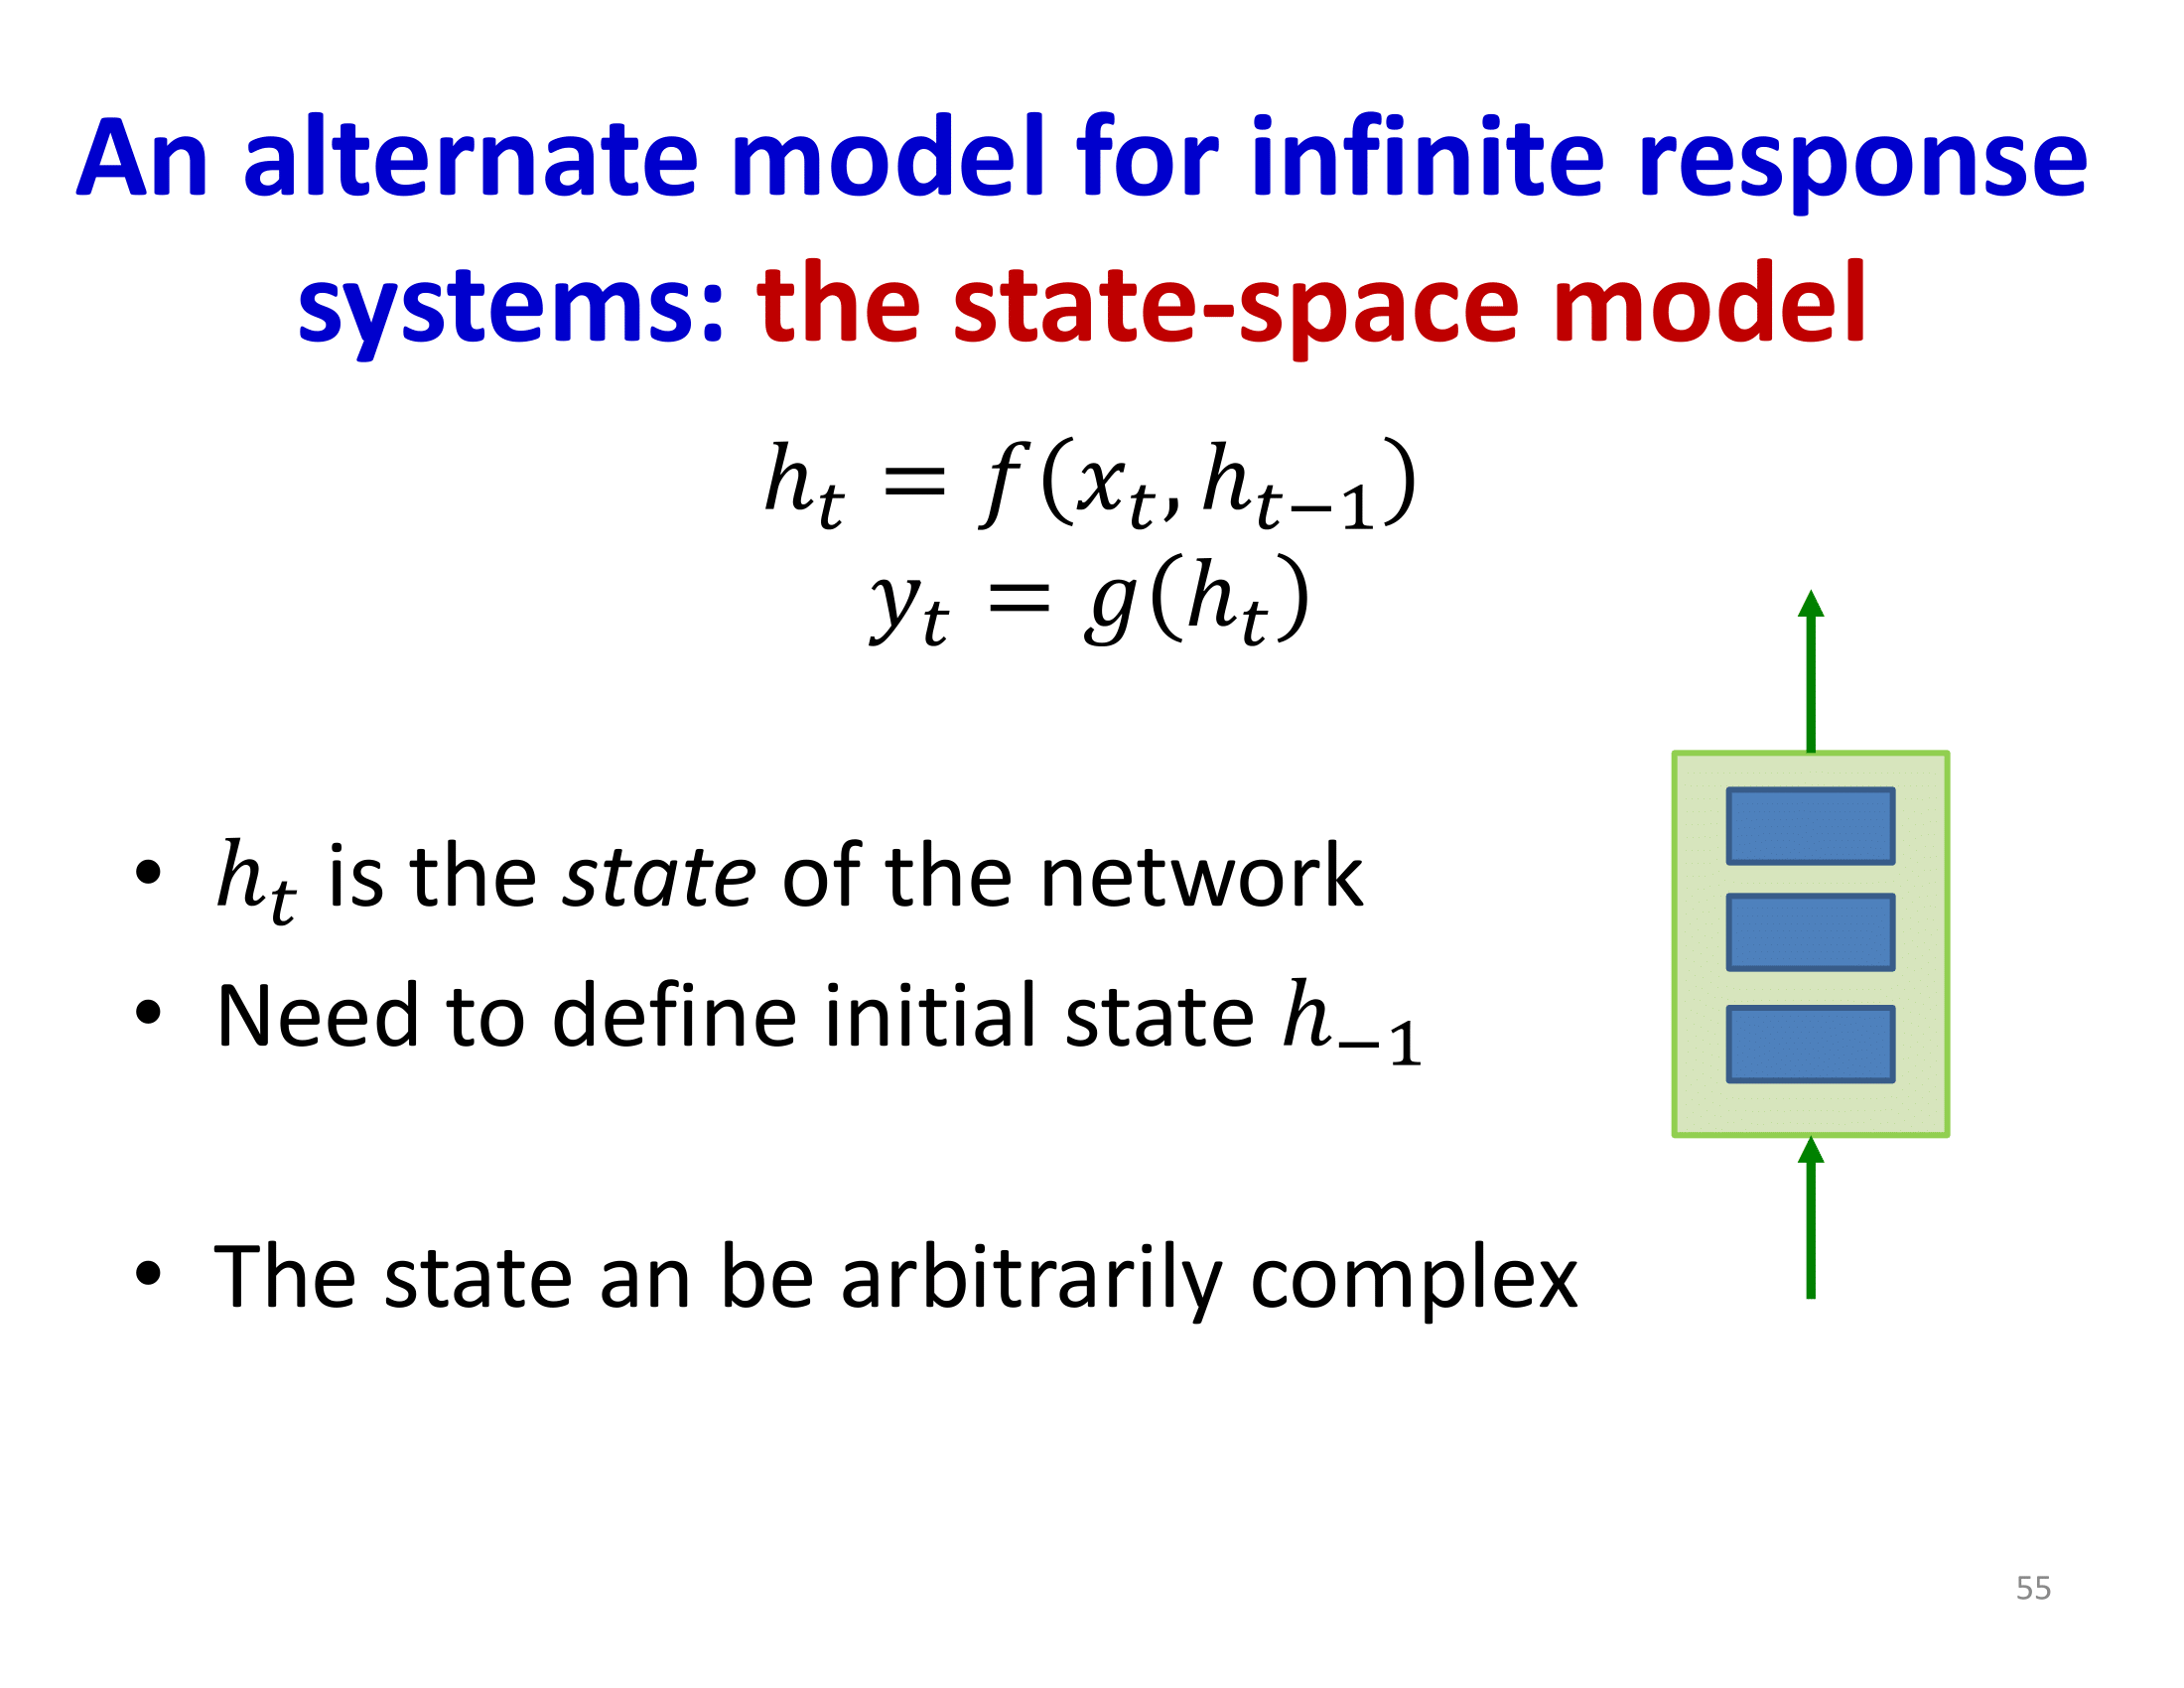 An alternate model for infinite response
systems: the state-space model
h_t = f(x_t, h_{t-1})
y_t = g(h_t)
• h_t is the state of the network
• Need to define initial state h_{-1}
• The state an be arbitrarily complex
55